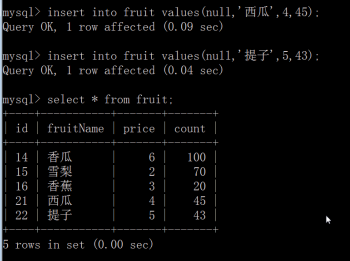 mysql> insert into fruit values(null,'西瓜',4,45);
Query OK, 1 row affected (0.09 sec)
mysql> insert into fruit values(null,'提子',5,43);
Query OK, 1 row affected (0.04 sec)
mysql> select * from fruit;
+----+-----------+-------+-------+
| id | fruitName | price | count |
+----+-----------+-------+-------+
| 14 | 香瓜 | 6 | 100 |
| 15 | 雪梨 | 2 | 70 |
| 16 | 香蕉 | 3 | 20 |
| 21 | 西瓜 | 4 | 45 |
| 22 | 提子 | 5 | 43 |
+----+-----------+-------+-------+
5 rows in set (0.00 sec)